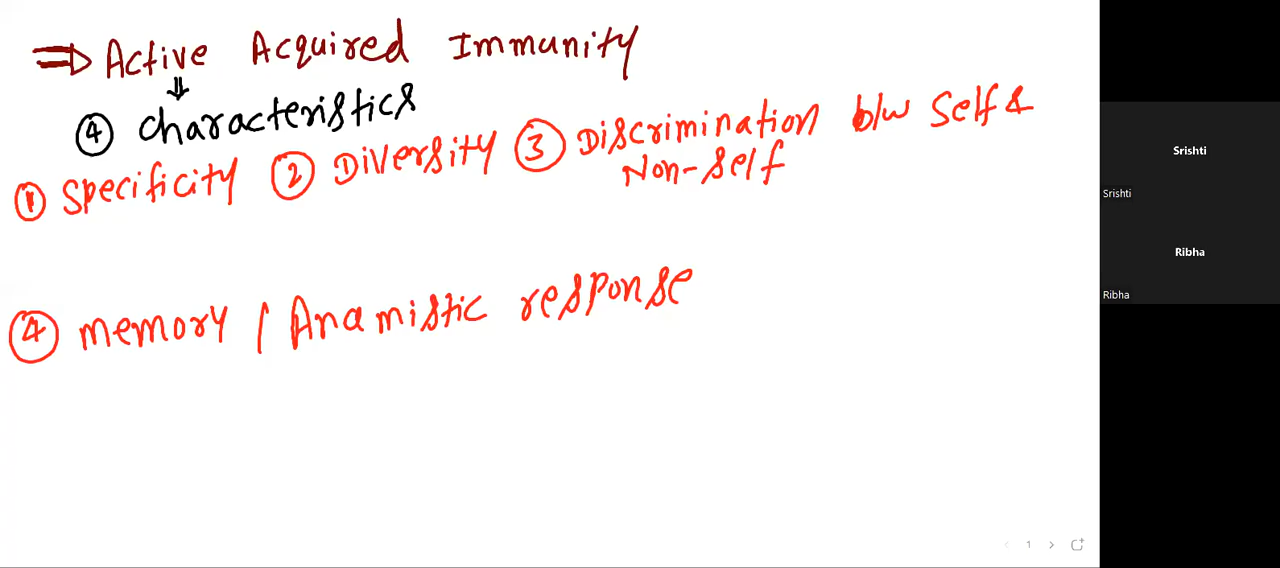 ⇒ Active Acquired Immunity
⇓
④ characteristics
① Specificity ② Diversity ③ Discrimination b/w Self &
Non-Self
④ memory / Anamistic response
Srishti
Srishti
Ribha
Ribha
< 1 >